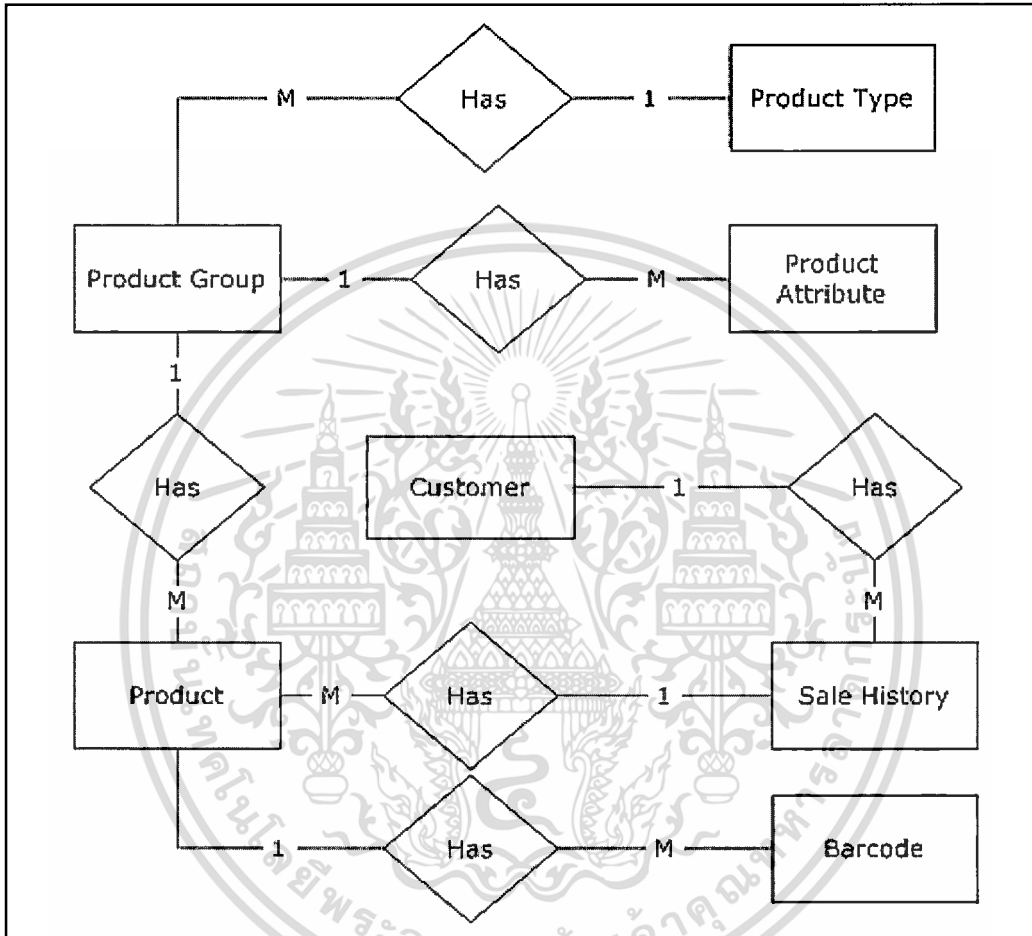 M
Has
1
Product Type
Product Group
1
Has
M
Product
Attribute
1
Has
Customer
1
Has
M
M
Product
M
Has
1
Sale History
1
Has
M
Barcode